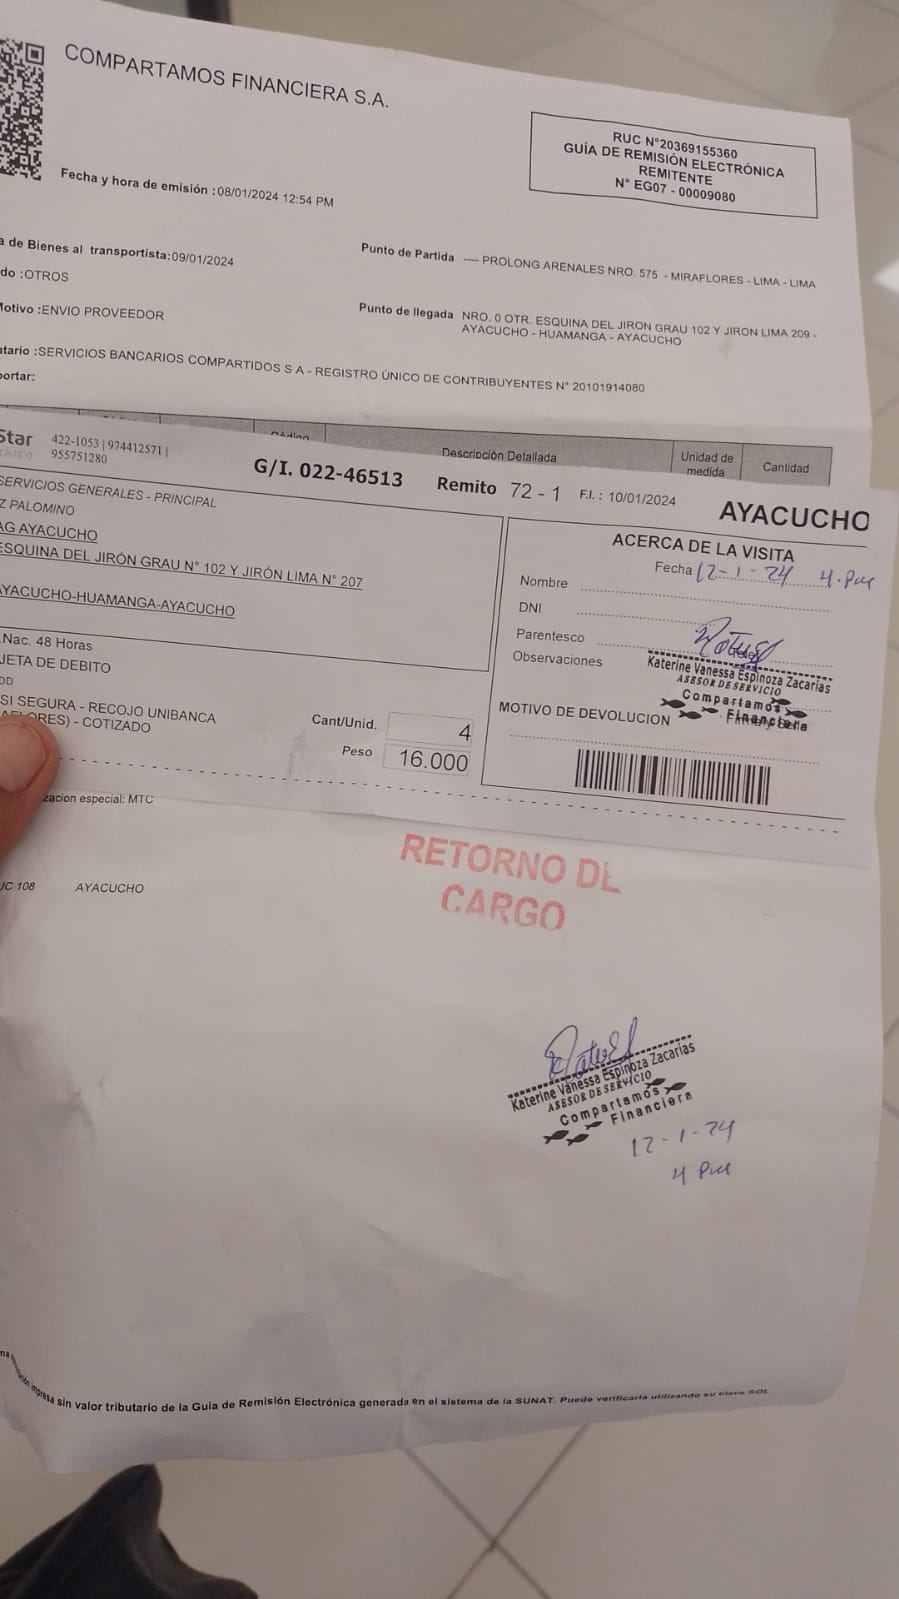 COMPARTAMOS FINANCIERA S.A.
RUC N°20369155360
GUÍA DE REMISIÓN ELECTRÓNICA
REMITENTE
N° EG07 - 00009080
Fecha y hora de emisión :08/01/2024 12:54 PM
a de Bienes al transportista:09/01/2024
Punto de Partida ---- PROLONG ARENALES NRO. 575 - MIRAFLORES - LIMA - LIMA
do :OTROS
Motivo :ENVIO PROVEEDOR
Punto de llegada NRO. 0 OTR. ESQUINA DEL JIRON GRAU 102 Y JIRON LIMA 209 -
AYACUCHO - HUAMANGA - AYACUCHO
atario :SERVICIOS BANCARIOS COMPARTIDOS S A - REGISTRO ÚNICO DE CONTRIBUYENTES N° 20101914080
portar:
Código
Descripción Detallada
Unidad de
medida
Cantidad
Star
422-1053 | 974412571 |
955751280
G/I. 022-46513
Remito 72 - 1
F.I. : 10/01/2024
AYACUCHO
SERVICIOS GENERALES - PRINCIPAL
Z PALOMINO
AG AYACUCHO
ESQUINA DEL JIRÓN GRAU N° 102 Y JIRÓN LIMA N° 207
AYACUCHO-HUAMANGA-AYACUCHO
Nac. 48 Horas
JETA DE DEBITO
DD
SI SEGURA - RECOJO UNIBANCA
AFLORES) - COTIZADO
Cant/Unid. 4
Peso 16.000
ACERCA DE LA VISITA
Fecha 12-1-24 4.Pm
Nombre
DNI
Parentesco
Observaciones
Katerine Vanessa Espinoza Zacarias
ASESOR DE SERVICIO
Compartamos
Financiera
MOTIVO DE DEVOLUCION
zacion especial: MTC
UC 108 AYACUCHO
RETORNO DE
CARGO
Katerine Vanessa Espinoza Zacarias
ASESOR DE SERVICIO
Compartamos
Financiera
12-1-24
4 Pm
impresa sin valor tributario de la Guía de Remisión Electrónica generada en el sistema de la SUNAT. Puede verificarla utilizando su clave SOL